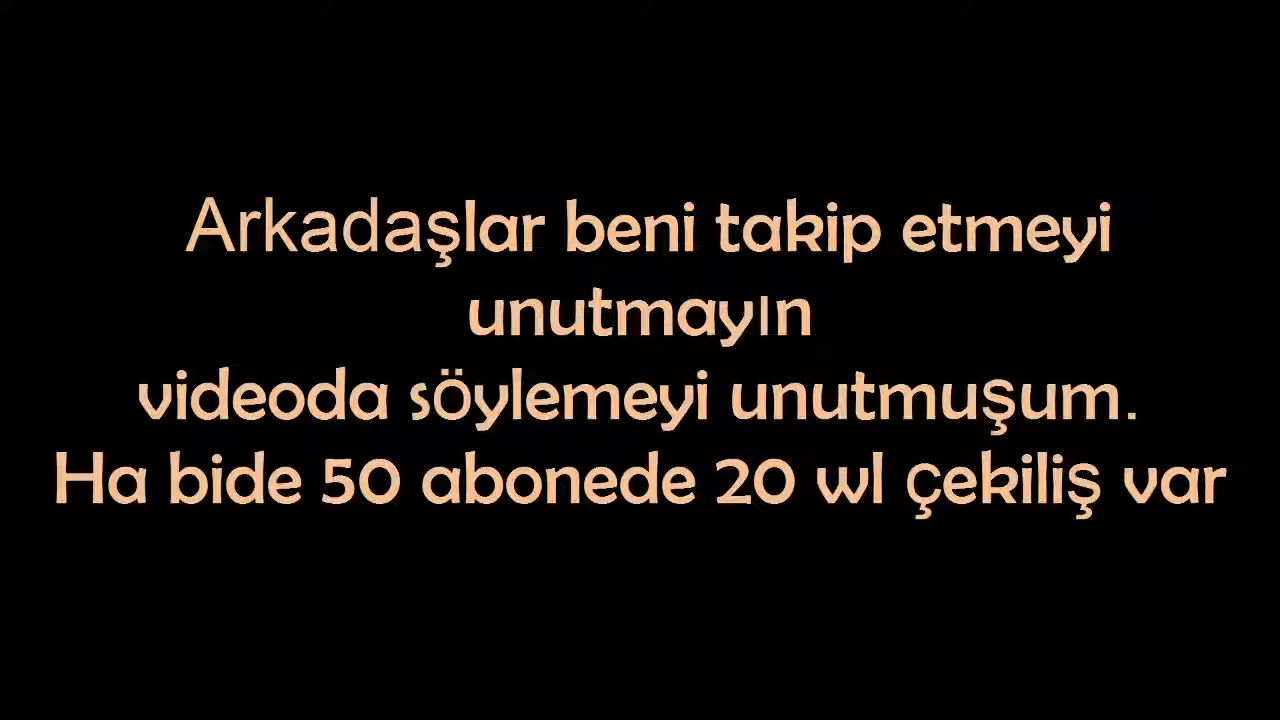 Arkadaşlar beni takip etmeyi
unutmayın
videoda söylemeyi unutmuşum.
Ha bide 50 abonede 20 wl çekiliş var